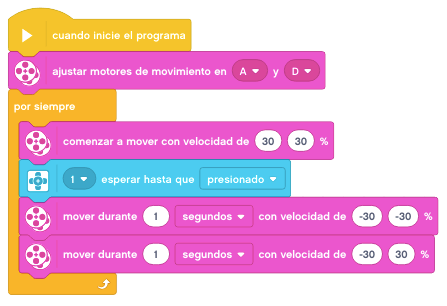 cuando inicie el programa
ajustar motores de movimiento en A y D
por siempre
comenzar a mover con velocidad de 30 30 %
1 esperar hasta que presionado
mover durante 1 segundos con velocidad de -30 -30 %
mover durante 1 segundos con velocidad de -30 30 %